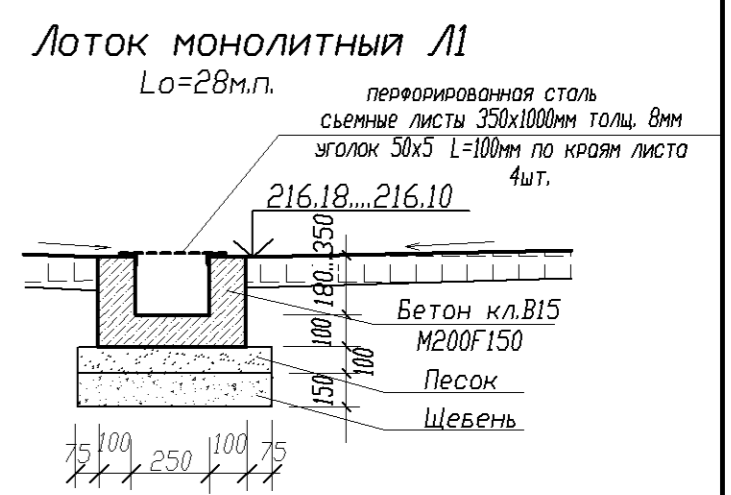 Лоток монолитный Л1
Lo=28м.п.
перфорированная сталь
сьемные листы 350х1000мм толщ. 8мм
уголок 50х5 L=100мм по краям листа
4шт.
216.18....216.10
180...350
Бетон кл.В15
М200F150
100
100
Песок
150
Щебень
75 100 250 100 75